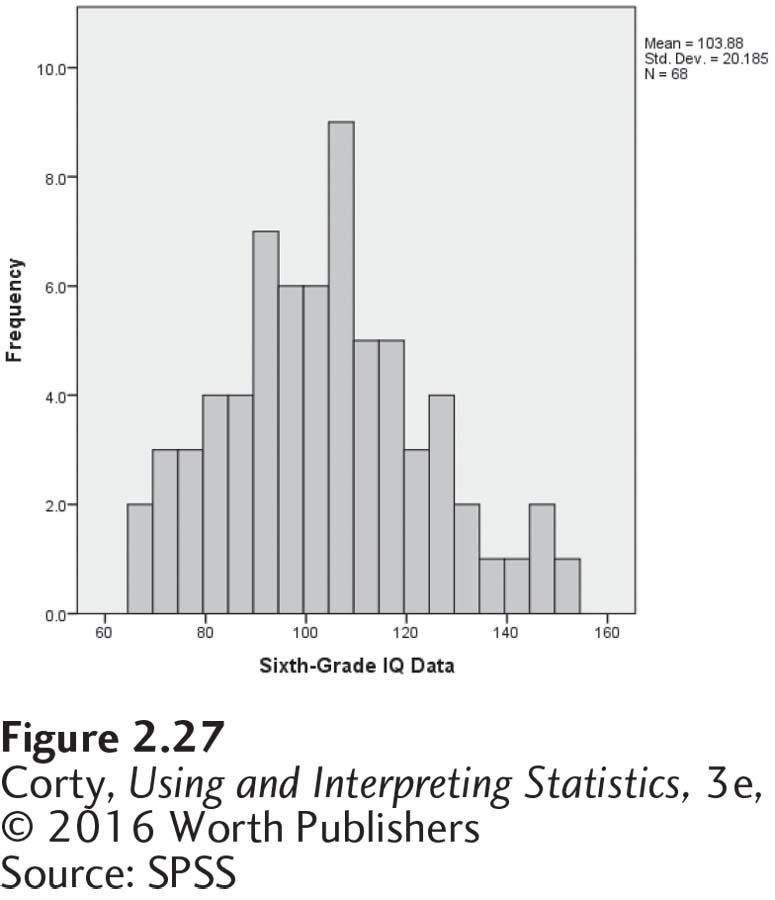 Mean = 103.88
Std. Dev. = 20.185
N = 68
10.0
8.0
6.0
4.0
2.0
0.0
Frequency
60 80 100 120 140 160
Sixth-Grade IQ Data
Figure 2.27
Corty, Using and Interpreting Statistics, 3e,
© 2016 Worth Publishers
Source: SPSS